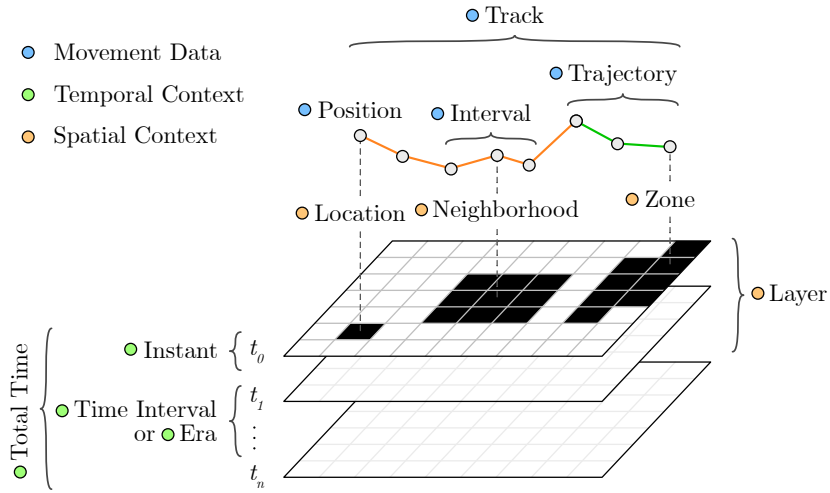 Track
Movement Data
Temporal Context
Spatial Context
Trajectory
Position
Interval
Location
Neighborhood
Zone
Layer
Instant
t0
Total Time
Time Interval
or Era
t1
⋮
tn